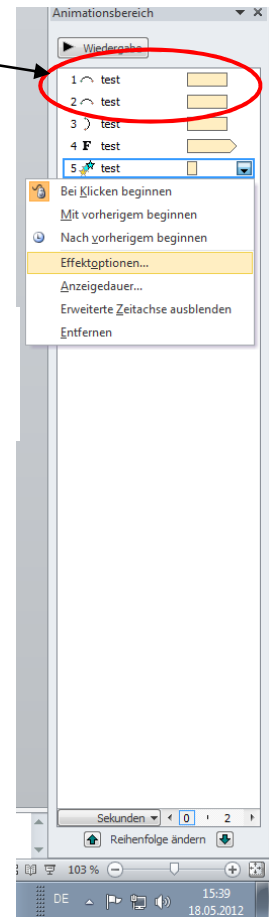 Animationsbereich
Wiedergabe
1 test
2 test
3 test
4 F test
5 test
Bei Klicken beginnen
Mit vorherigem beginnen
Nach vorherigem beginnen
Effektoptionen...
Anzeigedauer...
Erweiterte Zeitachse ausblenden
Entfernen
Sekunden 0 2
Reihenfolge ändern
103 %
DE 15:39
18.05.2012